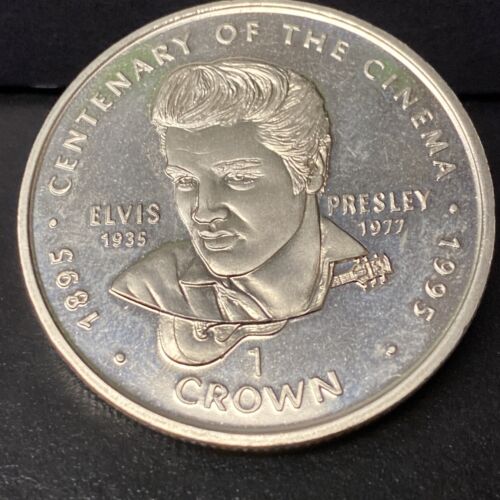 1895 · CENTENARY OF THE CINEMA · 1995
ELVIS PRESLEY
1935 1977
1
CROWN